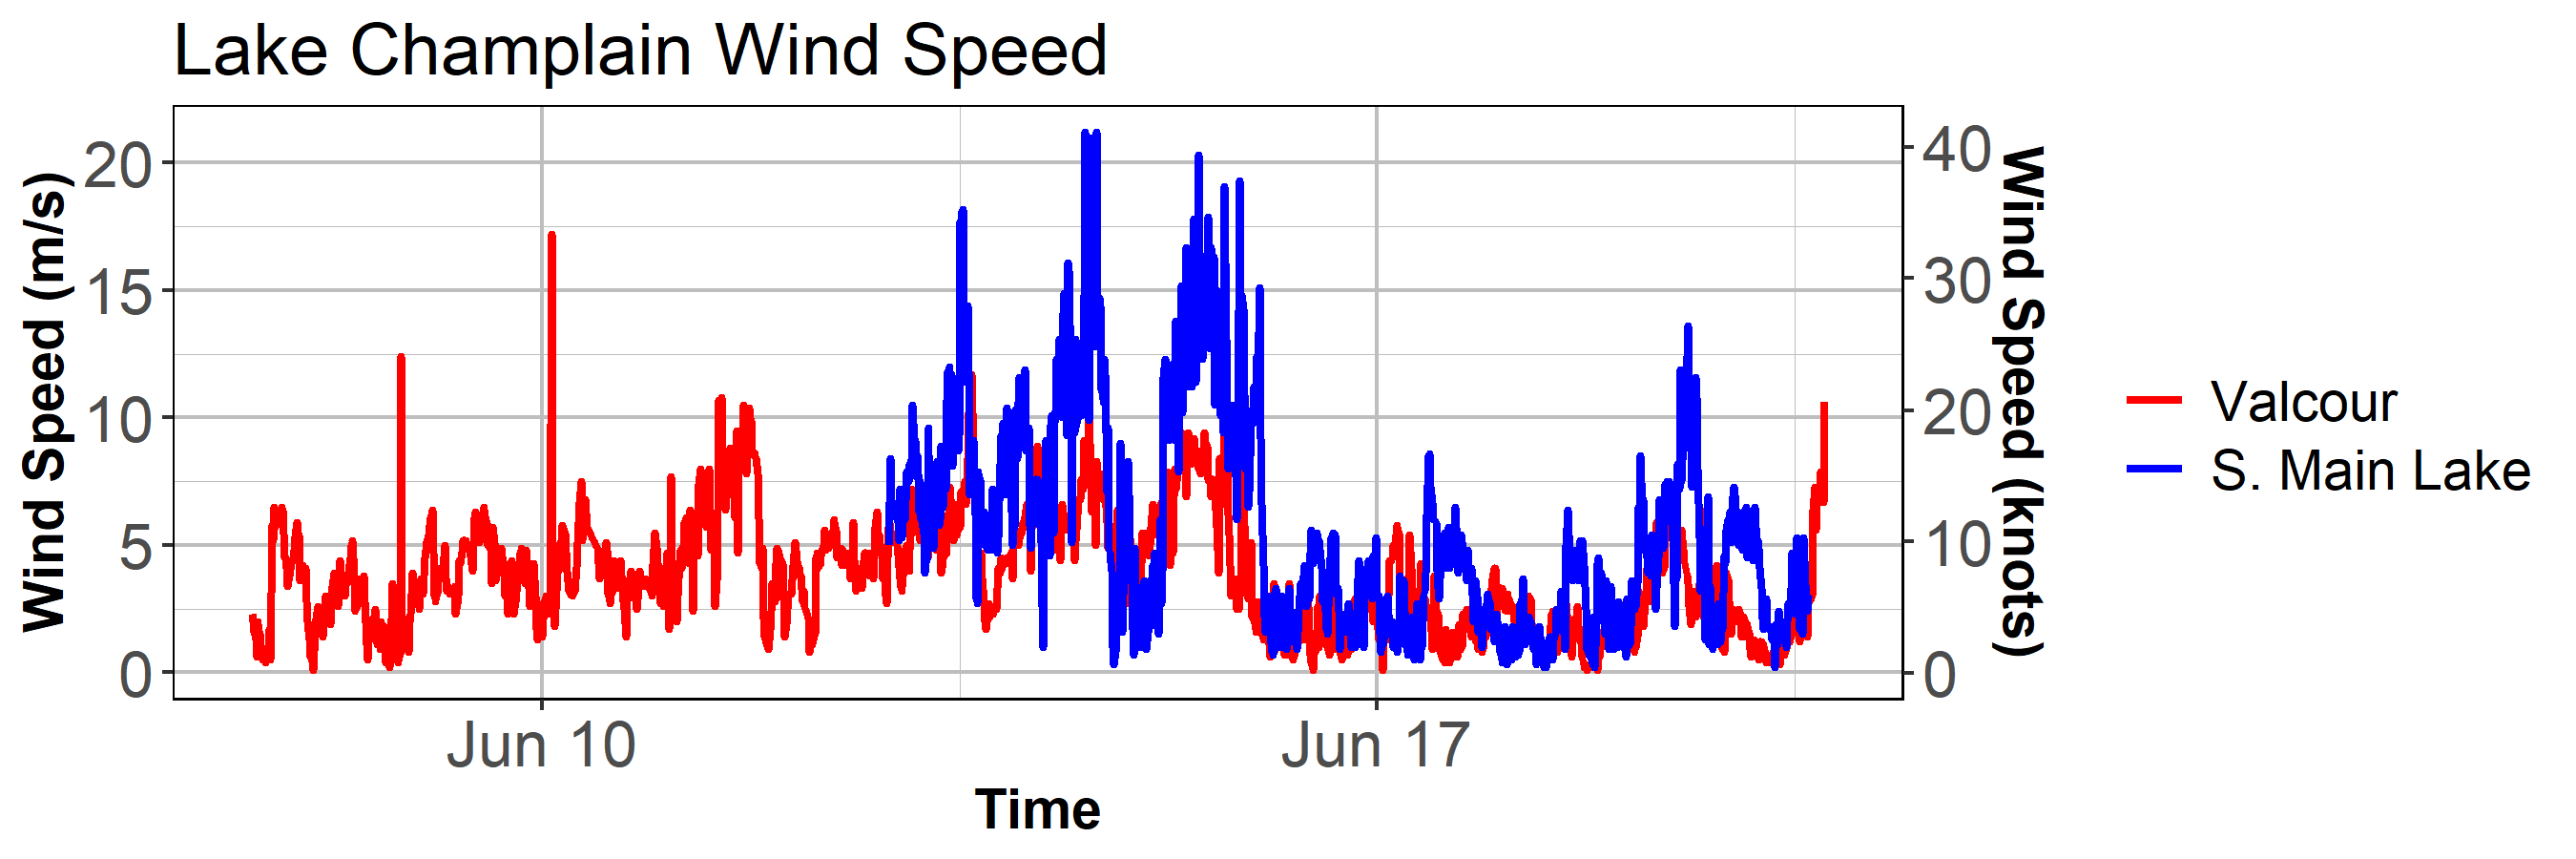 Lake Champlain Wind Speed
Wind Speed (m/s)
20
15
10
5
0
40
30
20
10
0
Wind Speed (knots)
Jun 10
Jun 17
Time
Valcour
S. Main Lake